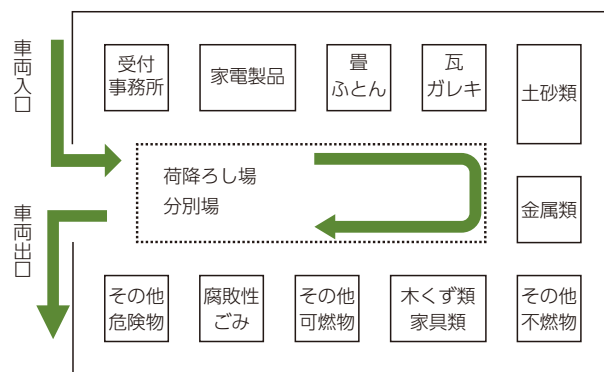 車両入口
受付
事務所
家電製品
畳
ふとん
瓦
ガレキ
土砂類
荷降ろし場
分別場
金属類
車両出口
その他
危険物
腐敗性
ごみ
その他
可燃物
木くず類
家具類
その他
不燃物